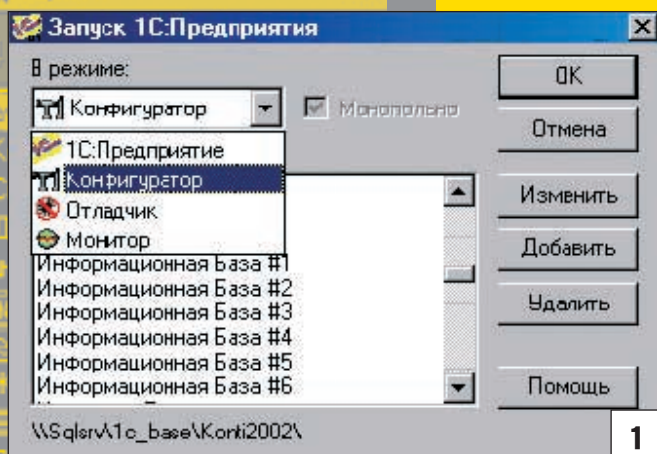 Запуск 1С:Предприятия
В режиме:
Конфигуратор
Монопольно
1С:Предприятие
Конфигуратор
Отладчик
Монитор
Информационная База #1
Информационная База #2
Информационная База #3
Информационная База #4
Информационная База #5
Информационная База #6
\\Sqlsrv\1c_base\Konti2002\
OK
Отмена
Изменить
Добавить
Удалить
Помощь
1